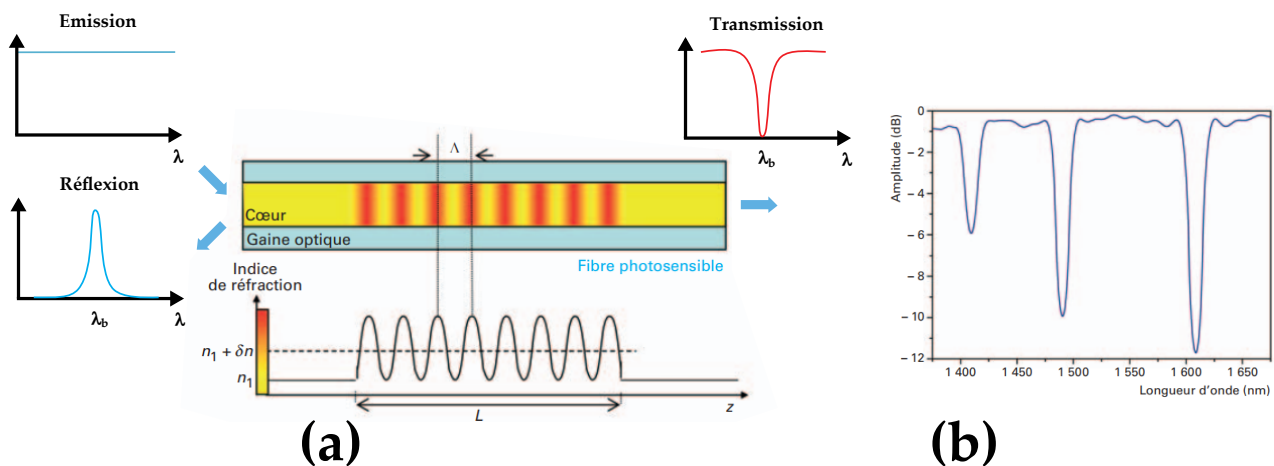 Emission
λ
Réflexion
λb
λ
Λ
Cœur
Gaine optique
Fibre photosensible
Indice
de réfraction
n1 + δn
n1
L
z
(a)
Transmission
λb
λ
Amplitude (dB)
0
− 2
− 4
− 6
− 8
− 10
− 12
1 400
1 450
1 500
1 550
1 600
1 650
Longueur d'onde (nm)
(b)